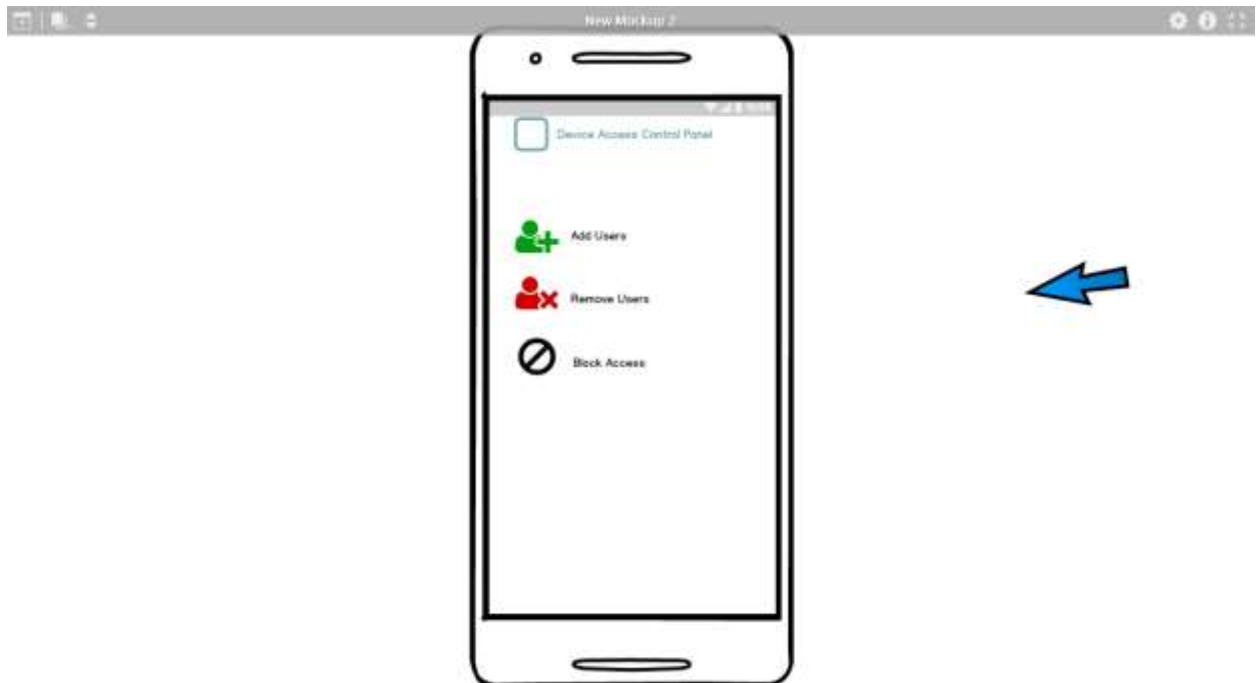 New Mockup 2
Device Access Control Panel
Add Users
Remove Users
Block Access